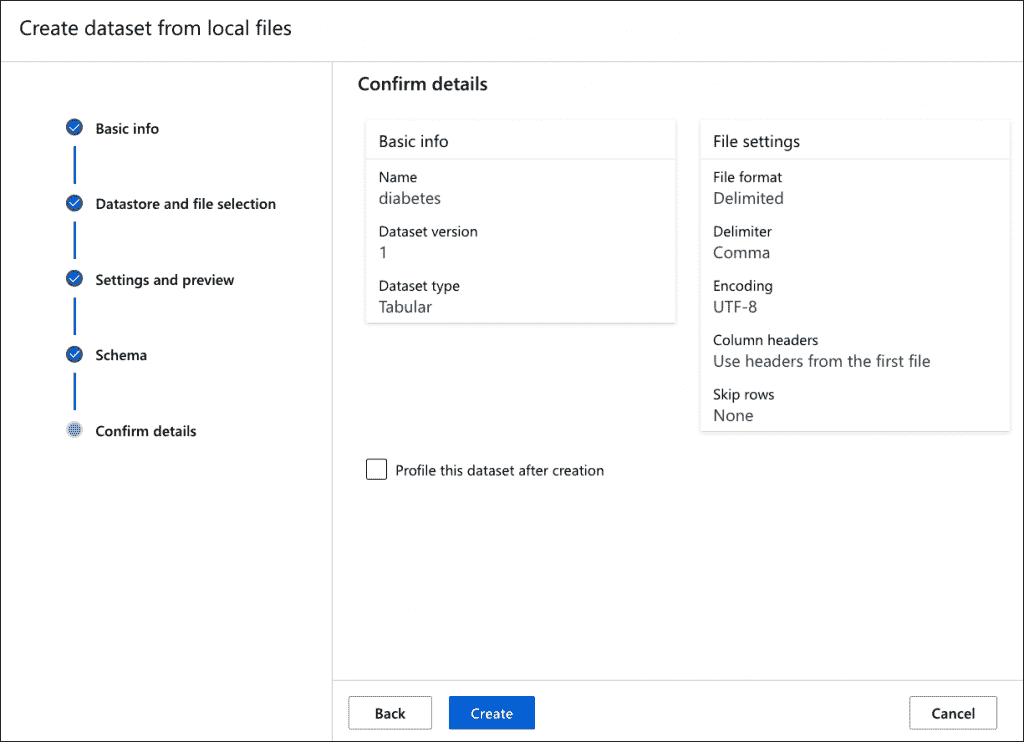 Create dataset from local files
Basic info
Datastore and file selection
Settings and preview
Schema
Confirm details
Confirm details
Basic info
Name
diabetes
Dataset version
1
Dataset type
Tabular
File settings
File format
Delimited
Delimiter
Comma
Encoding
UTF-8
Column headers
Use headers from the first file
Skip rows
None
Profile this dataset after creation
Back
Create
Cancel